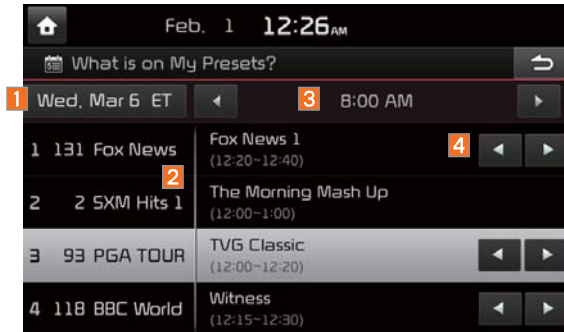 Feb. 1 12:26AM
What is on My Presets?
1 Wed, Mar 6 ET 3 8:00 AM
1 131 Fox News Fox News 1 4
(12:20~12:40)
2
2 2 SXM Hits 1 The Morning Mash Up
(12:00~1:00)
3 93 PGA TOUR TVG Classic
(12:00~12:20)
4 118 BBC World Witness
(12:15~12:30)